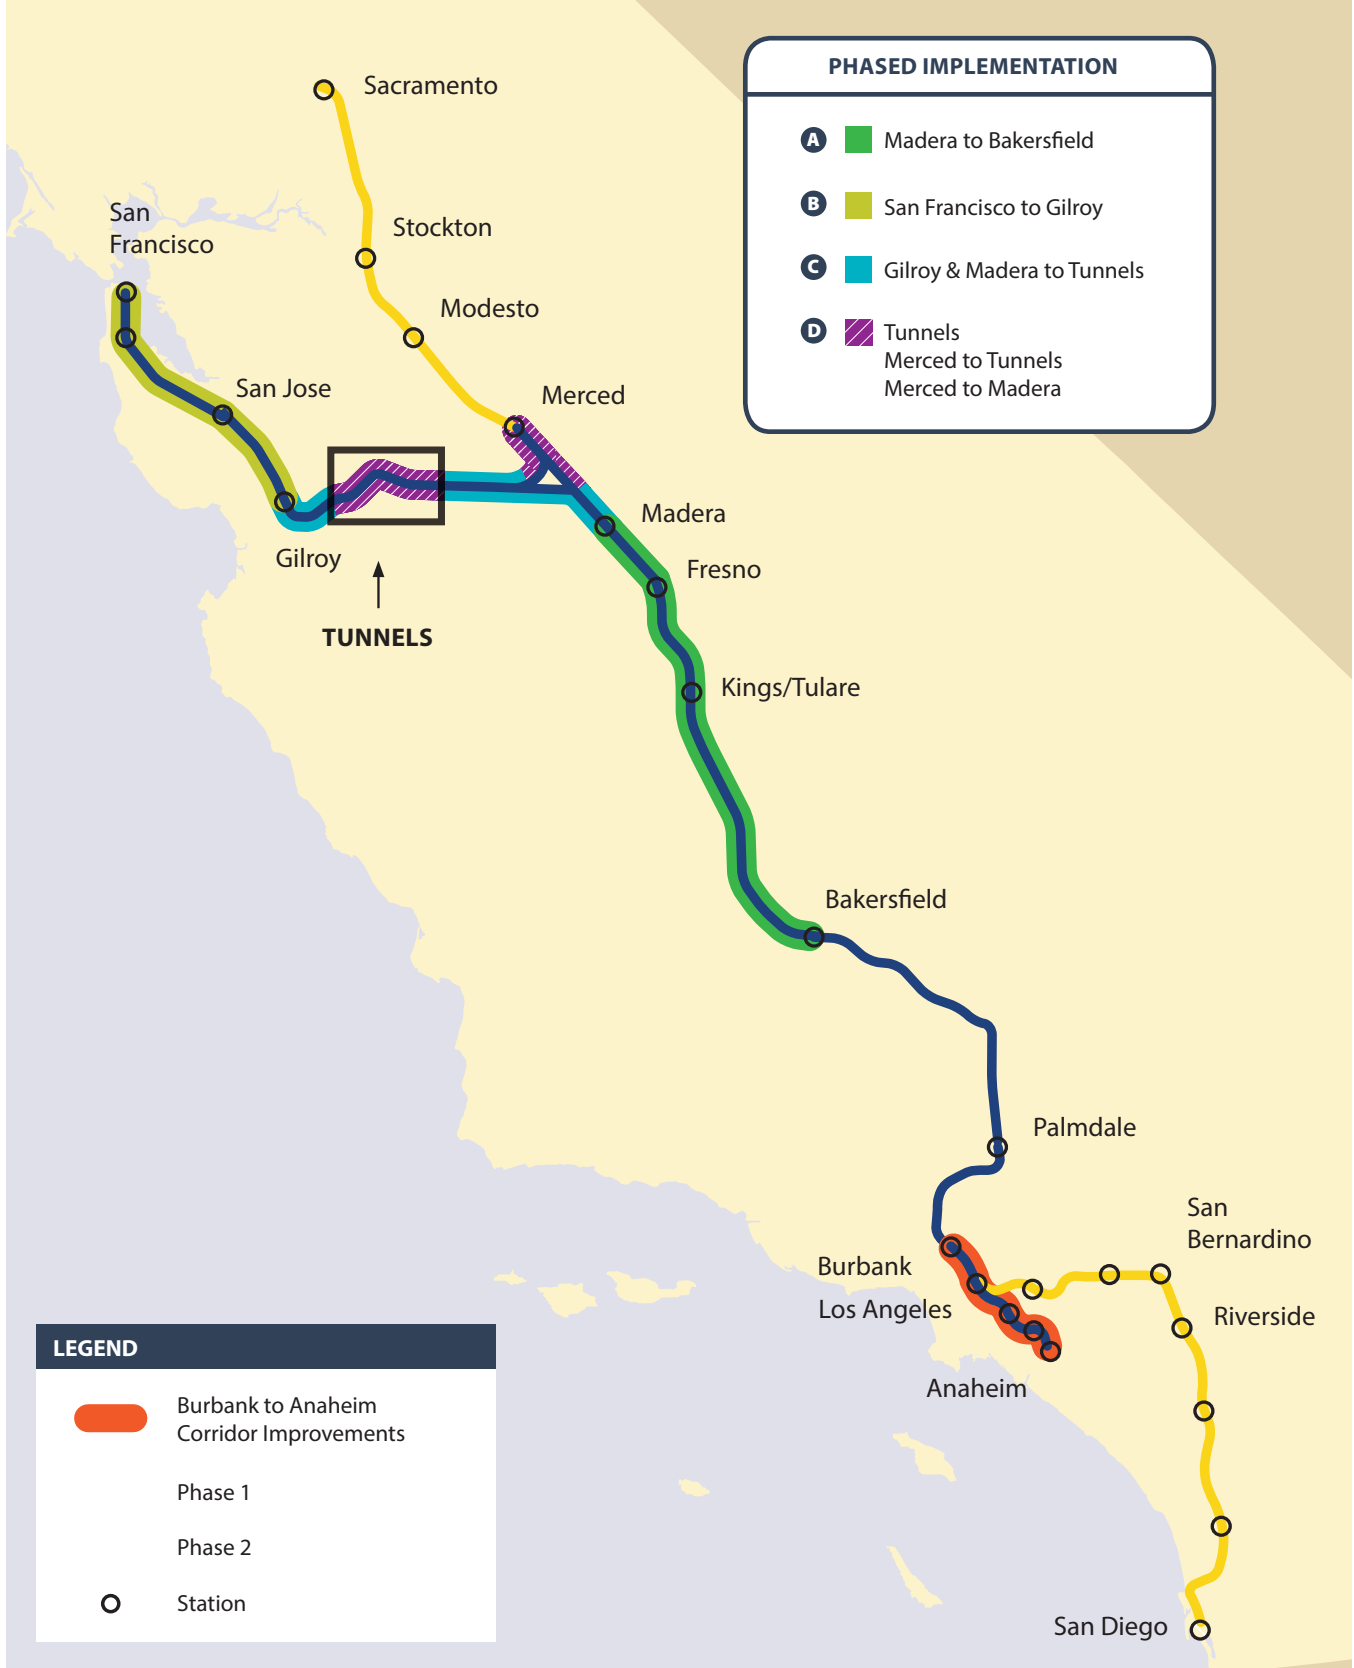 PHASED IMPLEMENTATION
A Madera to Bakersfield
B San Francisco to Gilroy
C Gilroy & Madera to Tunnels
D Tunnels
Merced to Tunnels
Merced to Madera
Sacramento
San
Francisco
Stockton
Modesto
San Jose
Merced
Madera
Gilroy
Fresno
TUNNELS
Kings/Tulare
Bakersfield
Palmdale
San
Bernardino
Burbank
Los Angeles
Riverside
Anaheim
San Diego
LEGEND
Burbank to Anaheim
Corridor Improvements
Phase 1
Phase 2
Station